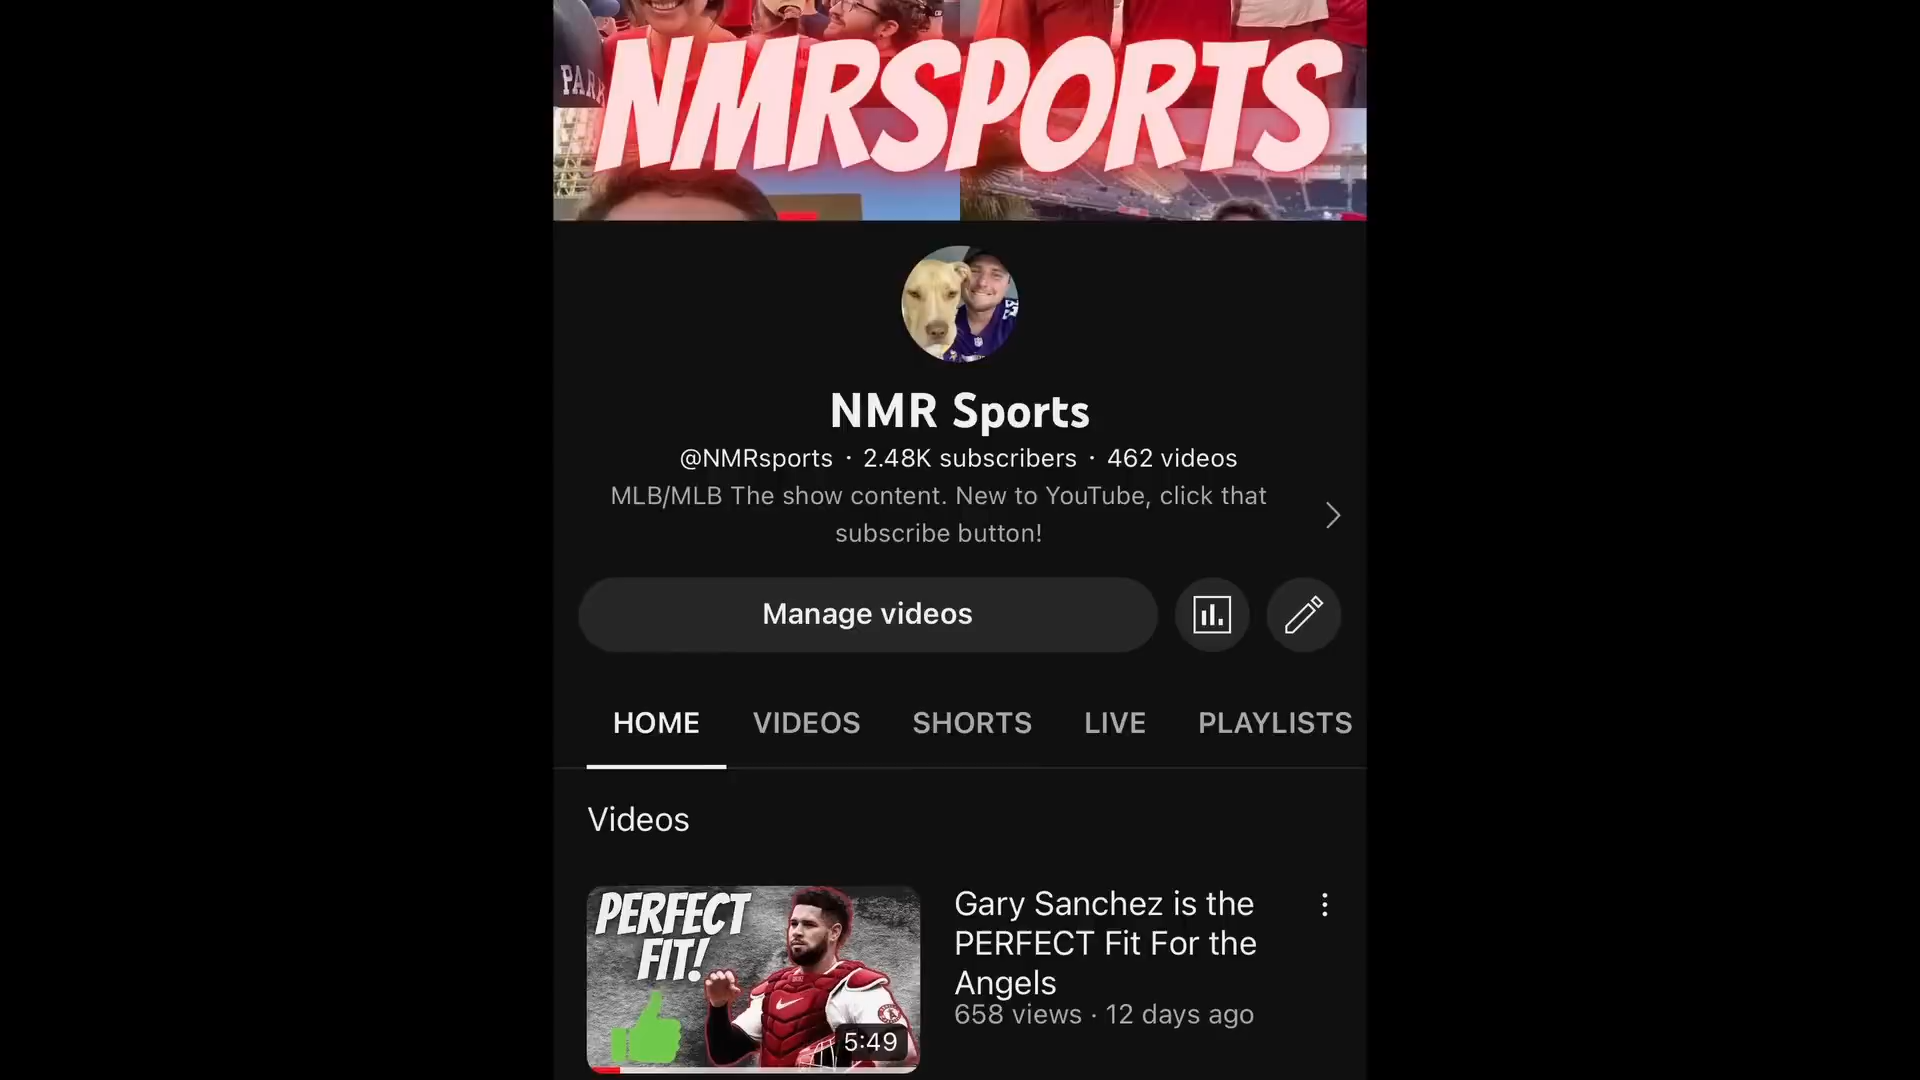 PARK
NMRSPORTS
NMR Sports
@NMRsports · 2.48K subscribers · 462 videos
MLB/MLB The show content. New to YouTube, click that
subscribe button!
Manage videos
HOME VIDEOS SHORTS LIVE PLAYLISTS
Videos
PERFECT
FIT!
5:49
Gary Sanchez is the
PERFECT Fit For the
Angels
658 views · 12 days ago